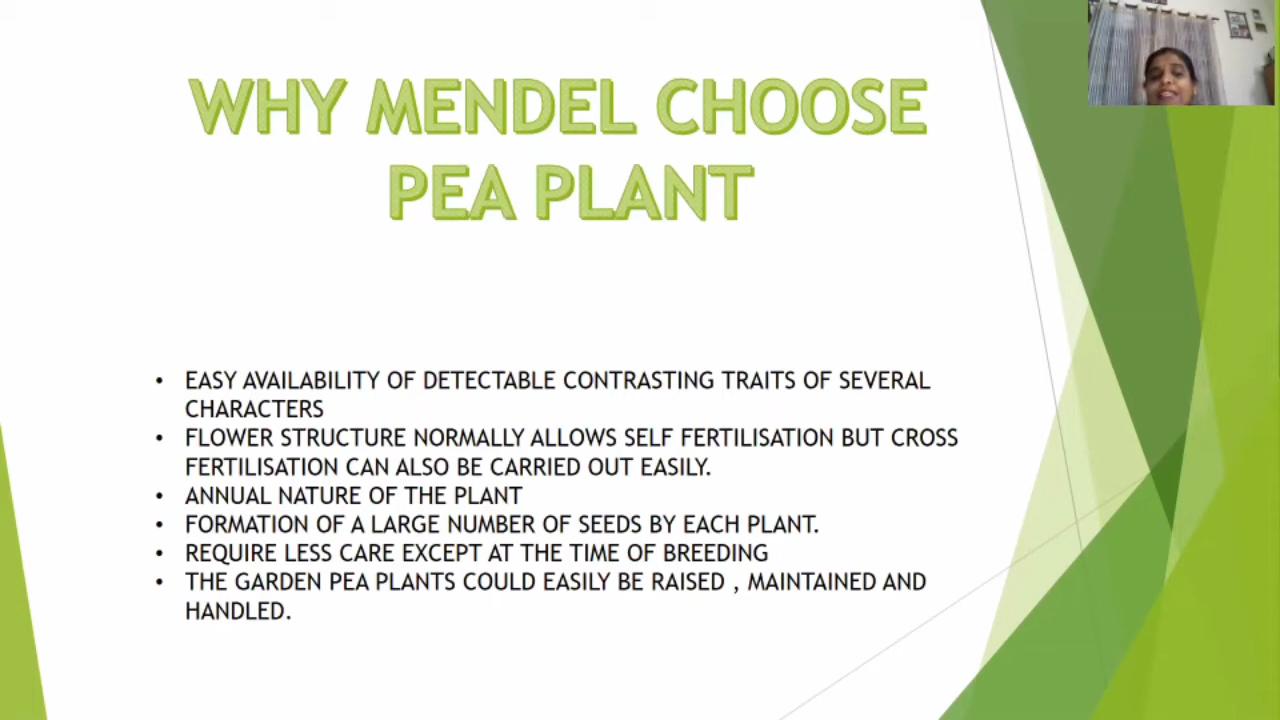 WHY MENDEL CHOOSE
PEA PLANT
• EASY AVAILABILITY OF DETECTABLE CONTRASTING TRAITS OF SEVERAL
CHARACTERS
• FLOWER STRUCTURE NORMALLY ALLOWS SELF FERTILISATION BUT CROSS
FERTILISATION CAN ALSO BE CARRIED OUT EASILY.
• ANNUAL NATURE OF THE PLANT
• FORMATION OF A LARGE NUMBER OF SEEDS BY EACH PLANT.
• REQUIRE LESS CARE EXCEPT AT THE TIME OF BREEDING
• THE GARDEN PEA PLANTS COULD EASILY BE RAISED , MAINTAINED AND
HANDLED.